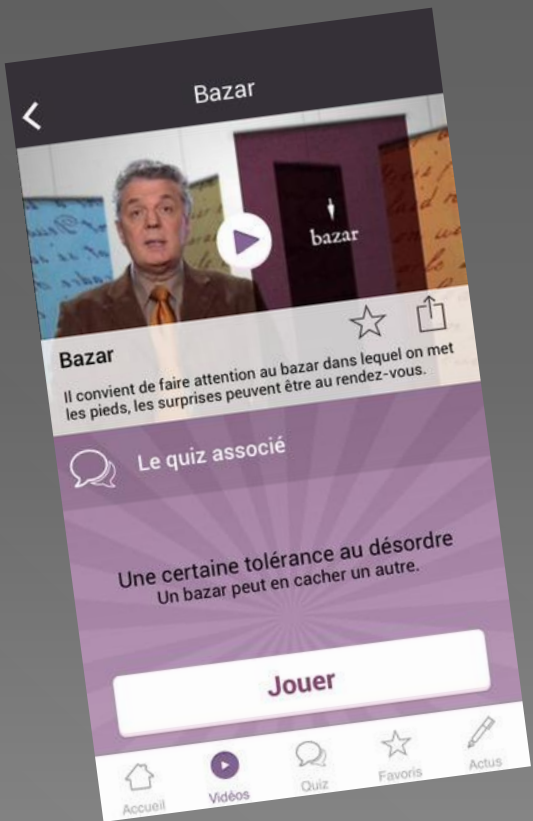 Bazar
bazar
Bazar
Il convient de faire attention au bazar dans lequel on met
les pieds, les surprises peuvent être au rendez-vous.
Le quiz associé
Une certaine tolérance au désordre
Un bazar peut en cacher un autre.
Jouer
Accueil
Vidéos
Quiz
Favoris
Actus